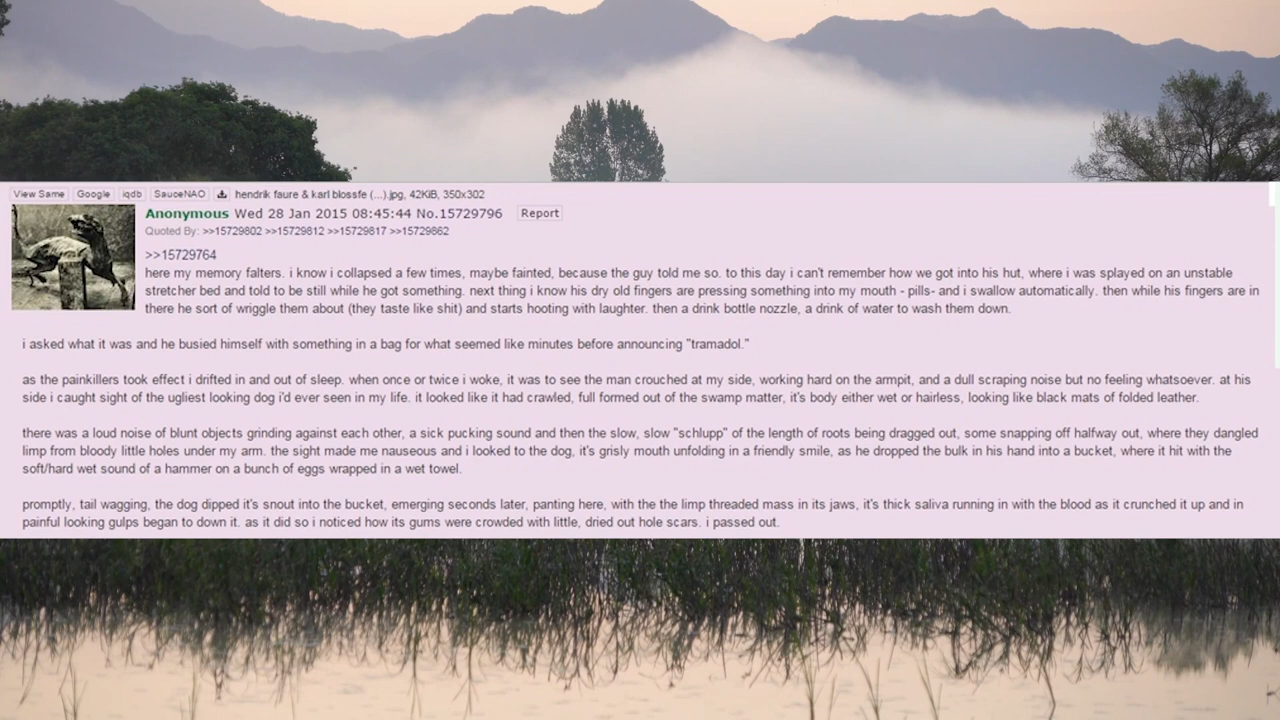 View Same Google iqdb SauceNAO hendrik faure & karl blossfe (...).jpg, 42KiB, 350x302
Anonymous Wed 28 Jan 2015 08:45:44 No.15729796 Report
Quoted By: >>15729802 >>15729812 >>15729817 >>15729862
>>15729764
here my memory falters. i know i collapsed a few times, maybe fainted, because the guy told me so. to this day i can't remember how we got into his hut, where i was splayed on an unstable
stretcher bed and told to be still while he got something. next thing i know his dry old fingers are pressing something into my mouth - pills- and i swallow automatically. then while his fingers are in
there he sort of wriggle them about (they taste like shit) and starts hooting with laughter. then a drink bottle nozzle, a drink of water to wash them down.
i asked what it was and he busied himself with something in a bag for what seemed like minutes before announcing "tramadol."
as the painkillers took effect i drifted in and out of sleep. when once or twice i woke, it was to see the man crouched at my side, working hard on the armpit, and a dull scraping noise but no feeling whatsoever. at his
side i caught sight of the ugliest looking dog i'd ever seen in my life. it looked like it had crawled, full formed out of the swamp matter, it's body either wet or hairless, looking like black mats of folded leather.
there was a loud noise of blunt objects grinding against each other, a sick pucking sound and then the slow, slow "schlupp" of the length of roots being dragged out, some snapping off halfway out, where they dangled
limp from bloody little holes under my arm. the sight made me nauseous and i looked to the dog, it's grisly mouth unfolding in a friendly smile, as he dropped the bulk in his hand into a bucket, where it hit with the
soft/hard wet sound of a hammer on a bunch of eggs wrapped in a wet towel.
promptly, tail wagging, the dog dipped it's snout into the bucket, emerging seconds later, panting here, with the the limp threaded mass in its jaws, it's thick saliva running in with the blood as it crunched it up and in
painful looking gulps began to down it. as it did so i noticed how its gums were crowded with little, dried out hole scars. i passed out.